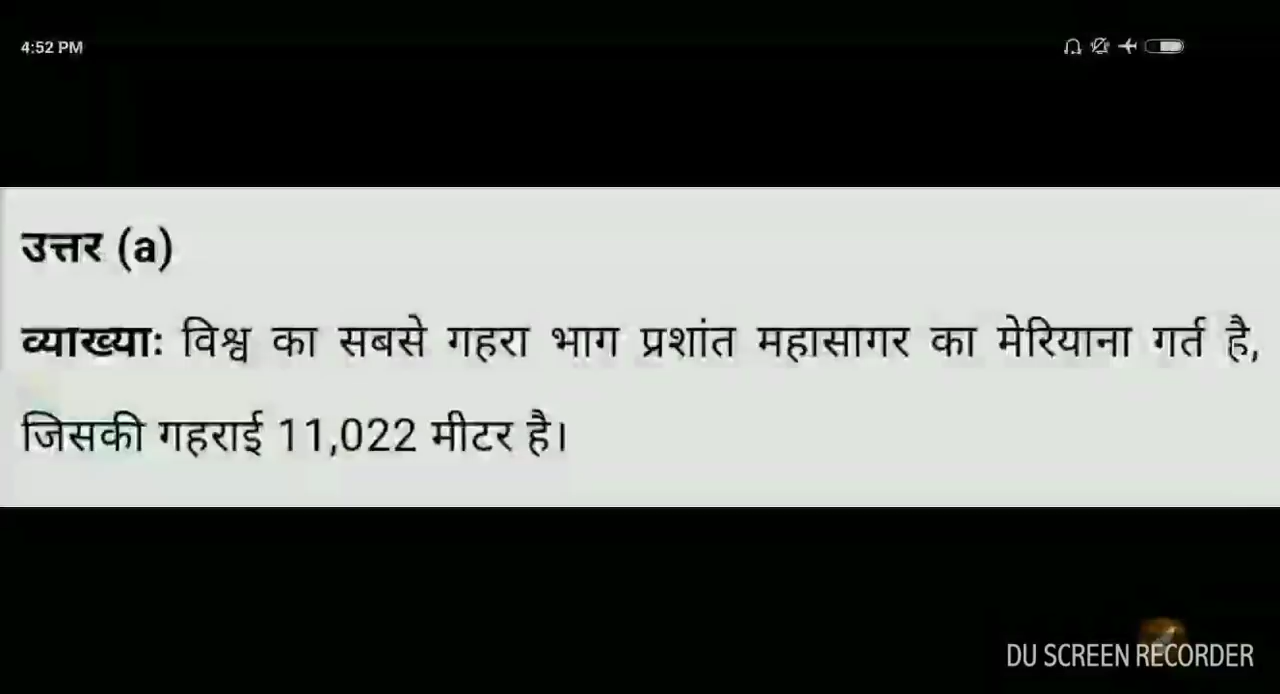 4:52 PM
उत्तर (a)
व्याख्याः विश्व का सबसे गहरा भाग प्रशांत महासागर का मेरियाना गर्त है,
जिसकी गहराई 11,022 मीटर है।
DU SCREEN RECORDER